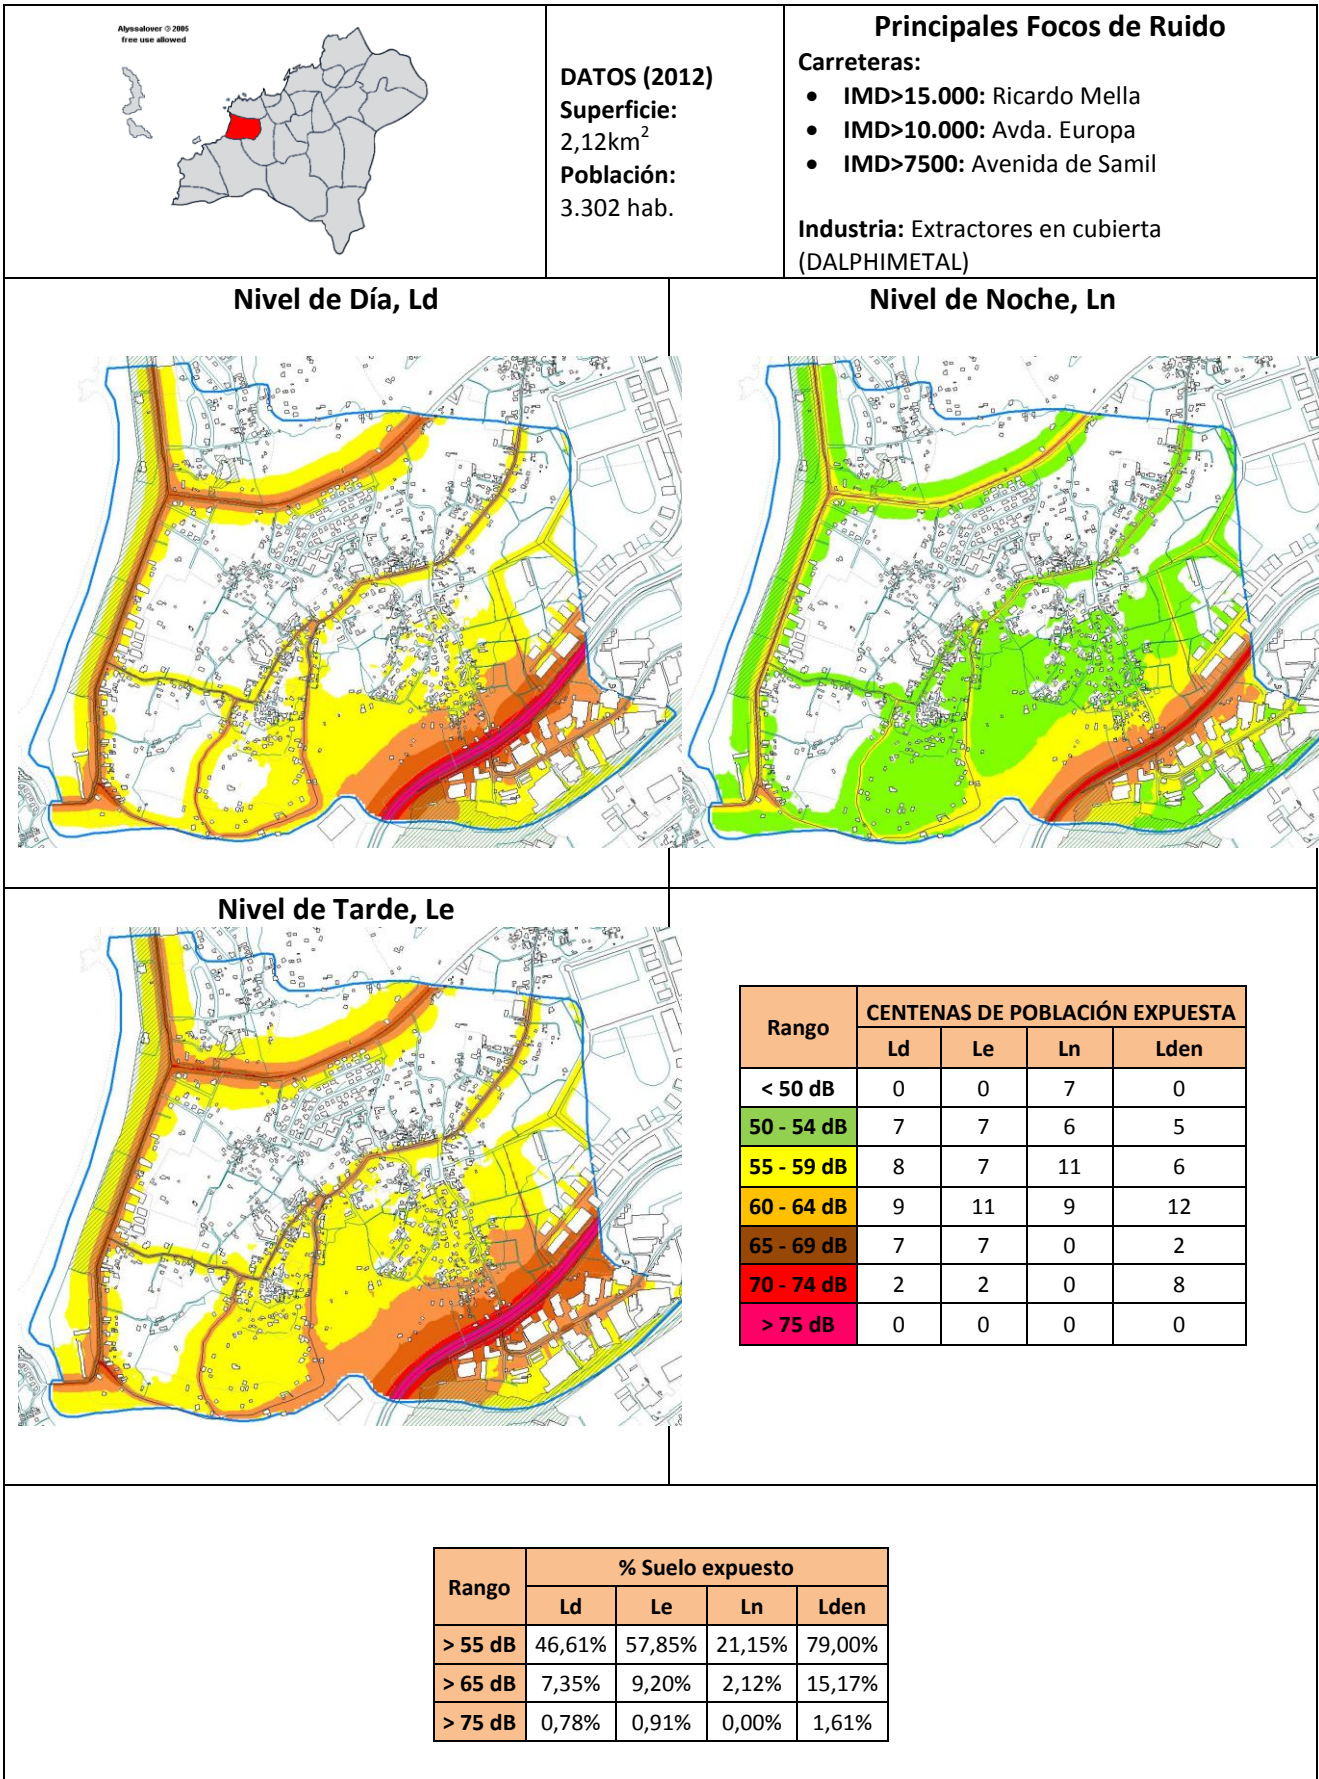 Alyssalover @ 2005
free use allowed
DATOS (2012)
Superficie:
2,12km²
Población:
3.302 hab.
Principales Focos de Ruido
Carreteras:
• IMD>15.000: Ricardo Mella
• IMD>10.000: Avda. Europa
• IMD>7500: Avenida de Samil
Industria: Extractores en cubierta
(DALPHIMETAL)
Nivel de Día, Ld
Nivel de Noche, Ln
Nivel de Tarde, Le
Rango CENTENAS DE POBLACIÓN EXPUESTA
Ld Le Ln Lden
< 50 dB 0 0 7 0
50 - 54 dB 7 7 6 5
55 - 59 dB 8 7 11 6
60 - 64 dB 9 11 9 12
65 - 69 dB 7 7 0 2
70 - 74 dB 2 2 0 8
> 75 dB 0 0 0 0
Rango % Suelo expuesto
Ld Le Ln Lden
> 55 dB 46,61% 57,85% 21,15% 79,00%
> 65 dB 7,35% 9,20% 2,12% 15,17%
> 75 dB 0,78% 0,91% 0,00% 1,61%